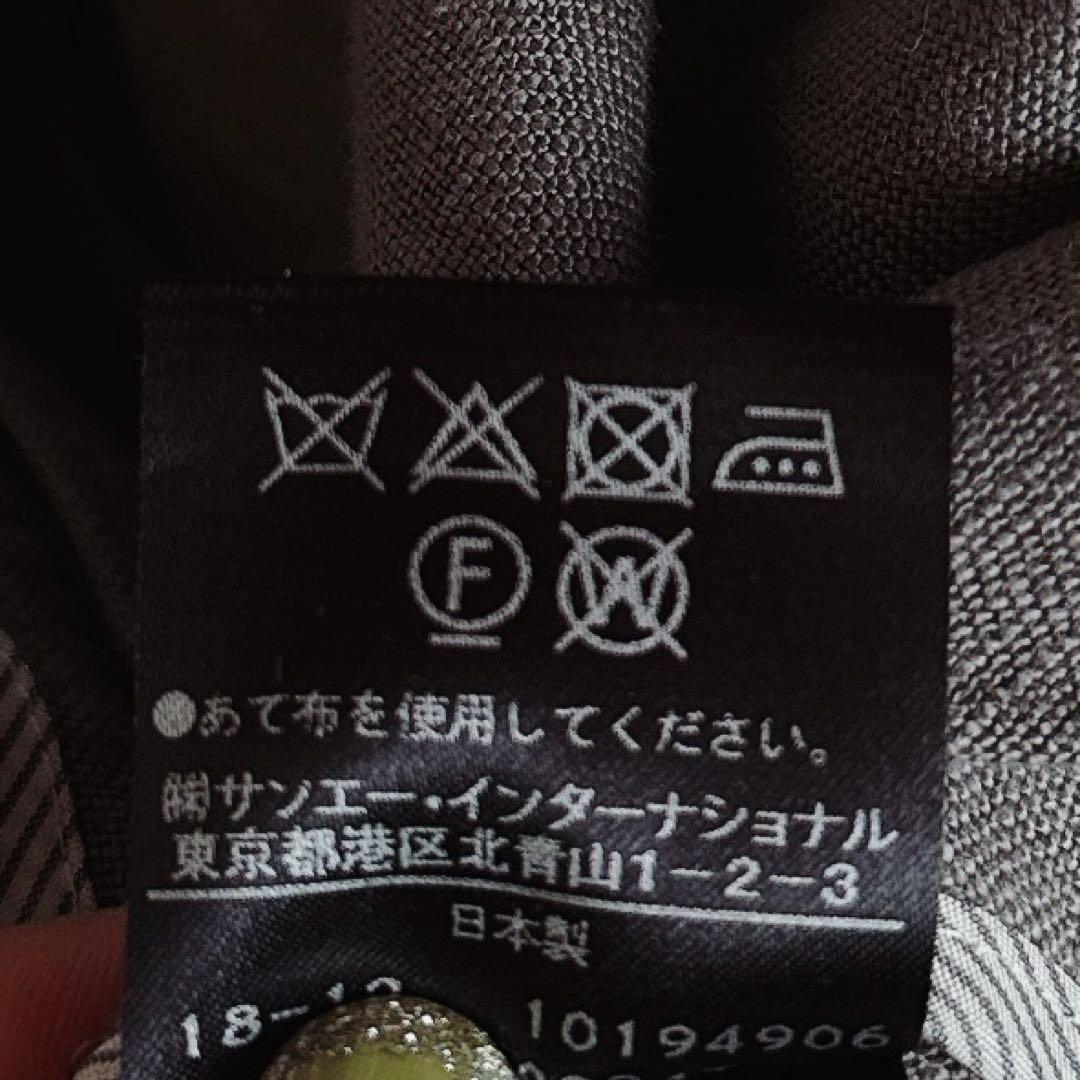 F W
●あて布を使用してください。
㈱サンエー・インターナショナル
東京都港区北青山1-2-3
日本製
18-12 10194906